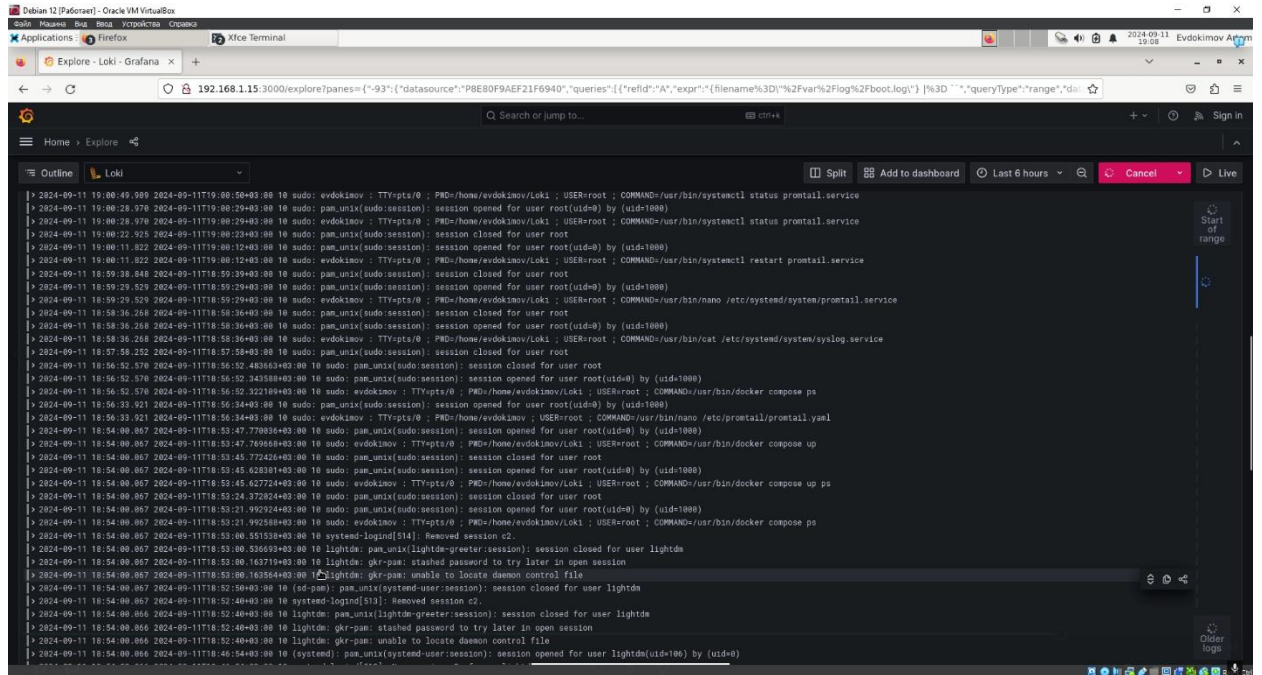 Debian 12 [Работает] - Oracle VM VirtualBox
Файл Машина Вид Ввод Устройства Справка
Applications Firefox Xfce Terminal 2024-09-11 19:08 Evdokimov Artom
Explore - Loki - Grafana
192.168.1.15:3000/explore?panes={"-93":{"datasource":"P8E80F9AEF21F6940","queries":[{"refId":"A","expr":"{filename%3D\"%2Fvar%2Flog%2Fboot.log\"} |%3D ``","queryType":"range","da
Search or jump to... ctrl+k Sign in
Home › Explore
Outline Loki Split Add to dashboard Last 6 hours Cancel Live
> 2024-09-11 19:00:49.909 2024-09-11T19:00:50+03:00 10 sudo: evdokimov : TTY=pts/0 ; PWD=/home/evdokimov/Loki ; USER=root ; COMMAND=/usr/bin/systemctl status promtail.service
> 2024-09-11 19:00:28.970 2024-09-11T19:00:29+03:00 10 sudo: pam_unix(sudo:session): session opened for user root(uid=0) by (uid=1000)
> 2024-09-11 19:00:28.970 2024-09-11T19:00:29+03:00 10 sudo: evdokimov : TTY=pts/0 ; PWD=/home/evdokimov/Loki ; USER=root ; COMMAND=/usr/bin/systemctl status promtail.service
> 2024-09-11 19:00:22.925 2024-09-11T19:00:23+03:00 10 sudo: pam_unix(sudo:session): session closed for user root
> 2024-09-11 19:00:11.822 2024-09-11T19:00:12+03:00 10 sudo: pam_unix(sudo:session): session opened for user root(uid=0) by (uid=1000)
> 2024-09-11 19:00:11.822 2024-09-11T19:00:12+03:00 10 sudo: evdokimov : TTY=pts/0 ; PWD=/home/evdokimov/Loki ; USER=root ; COMMAND=/usr/bin/systemctl restart promtail.service
> 2024-09-11 18:59:38.848 2024-09-11T18:59:39+03:00 10 sudo: pam_unix(sudo:session): session closed for user root
> 2024-09-11 18:59:29.529 2024-09-11T18:59:29+03:00 10 sudo: pam_unix(sudo:session): session opened for user root(uid=0) by (uid=1000)
> 2024-09-11 18:59:29.529 2024-09-11T18:59:29+03:00 10 sudo: evdokimov : TTY=pts/0 ; PWD=/home/evdokimov/Loki ; USER=root ; COMMAND=/usr/bin/nano /etc/systemd/system/promtail.service
> 2024-09-11 18:58:36.268 2024-09-11T18:58:36+03:00 10 sudo: pam_unix(sudo:session): session closed for user root
> 2024-09-11 18:58:36.268 2024-09-11T18:58:36+03:00 10 sudo: pam_unix(sudo:session): session opened for user root(uid=0) by (uid=1000)
> 2024-09-11 18:58:36.268 2024-09-11T18:58:36+03:00 10 sudo: evdokimov : TTY=pts/0 ; PWD=/home/evdokimov/Loki ; USER=root ; COMMAND=/usr/bin/cat /etc/systemd/system/syslog.service
> 2024-09-11 18:57:58.252 2024-09-11T18:57:58+03:00 10 sudo: pam_unix(sudo:session): session closed for user root
> 2024-09-11 18:56:52.570 2024-09-11T18:56:52.483663+03:00 10 sudo: pam_unix(sudo:session): session closed for user root
> 2024-09-11 18:56:52.570 2024-09-11T18:56:52.343588+03:00 10 sudo: pam_unix(sudo:session): session opened for user root(uid=0) by (uid=1000)
> 2024-09-11 18:56:52.570 2024-09-11T18:56:52.322109+03:00 10 sudo: evdokimov : TTY=pts/0 ; PWD=/home/evdokimov/Loki ; USER=root ; COMMAND=/usr/bin/docker compose ps
> 2024-09-11 18:56:33.921 2024-09-11T18:56:34+03:00 10 sudo: pam_unix(sudo:session): session opened for user root(uid=0) by (uid=1000)
> 2024-09-11 18:56:33.921 2024-09-11T18:56:34+03:00 10 sudo: evdokimov : TTY=pts/0 ; PWD=/home/evdokimov ; USER=root ; COMMAND=/usr/bin/nano /etc/promtail/promtail.yaml
> 2024-09-11 18:54:00.067 2024-09-11T18:53:47.770036+03:00 10 sudo: pam_unix(sudo:session): session opened for user root(uid=0) by (uid=1000)
> 2024-09-11 18:54:00.067 2024-09-11T18:53:47.769668+03:00 10 sudo: evdokimov : TTY=pts/0 ; PWD=/home/evdokimov/Loki ; USER=root ; COMMAND=/usr/bin/docker compose up
> 2024-09-11 18:54:00.067 2024-09-11T18:53:45.772426+03:00 10 sudo: pam_unix(sudo:session): session closed for user root
> 2024-09-11 18:54:00.067 2024-09-11T18:53:45.628301+03:00 10 sudo: pam_unix(sudo:session): session opened for user root(uid=0) by (uid=1000)
> 2024-09-11 18:54:00.067 2024-09-11T18:53:45.627724+03:00 10 sudo: evdokimov : TTY=pts/0 ; PWD=/home/evdokimov/Loki ; USER=root ; COMMAND=/usr/bin/docker compose up ps
> 2024-09-11 18:54:00.067 2024-09-11T18:53:24.372024+03:00 10 sudo: pam_unix(sudo:session): session closed for user root
> 2024-09-11 18:54:00.067 2024-09-11T18:53:21.992924+03:00 10 sudo: pam_unix(sudo:session): session opened for user root(uid=0) by (uid=1000)
> 2024-09-11 18:54:00.067 2024-09-11T18:53:21.992588+03:00 10 sudo: evdokimov : TTY=pts/0 ; PWD=/home/evdokimov/Loki ; USER=root ; COMMAND=/usr/bin/docker compose ps
> 2024-09-11 18:54:00.067 2024-09-11T18:53:00.551538+03:00 10 systemd-logind[514]: Removed session c2.
> 2024-09-11 18:54:00.067 2024-09-11T18:53:00.536693+03:00 10 lightdm: pam_unix(lightdm-greeter:session): session closed for user lightdm
> 2024-09-11 18:54:00.067 2024-09-11T18:53:00.163719+03:00 10 lightdm: gkr-pam: stashed password to try later in open session
> 2024-09-11 18:54:00.067 2024-09-11T18:53:00.163564+03:00 10 lightdm: gkr-pam: unable to locate daemon control file
> 2024-09-11 18:54:00.067 2024-09-11T18:52:50+03:00 10 (sd-pam): pam_unix(systemd-user:session): session closed for user lightdm
> 2024-09-11 18:54:00.067 2024-09-11T18:52:40+03:00 10 systemd-logind[513]: Removed session c2.
> 2024-09-11 18:54:00.066 2024-09-11T18:52:40+03:00 10 lightdm: pam_unix(lightdm-greeter:session): session closed for user lightdm
> 2024-09-11 18:54:00.066 2024-09-11T18:52:40+03:00 10 lightdm: gkr-pam: stashed password to try later in open session
> 2024-09-11 18:54:00.066 2024-09-11T18:52:40+03:00 10 lightdm: gkr-pam: unable to locate daemon control file
> 2024-09-11 18:54:00.066 2024-09-11T18:46:54+03:00 10 (systemd): pam_unix(systemd-user:session): session opened for user lightdm(uid=106) by (uid=0)
Start
of
range
Older
logs